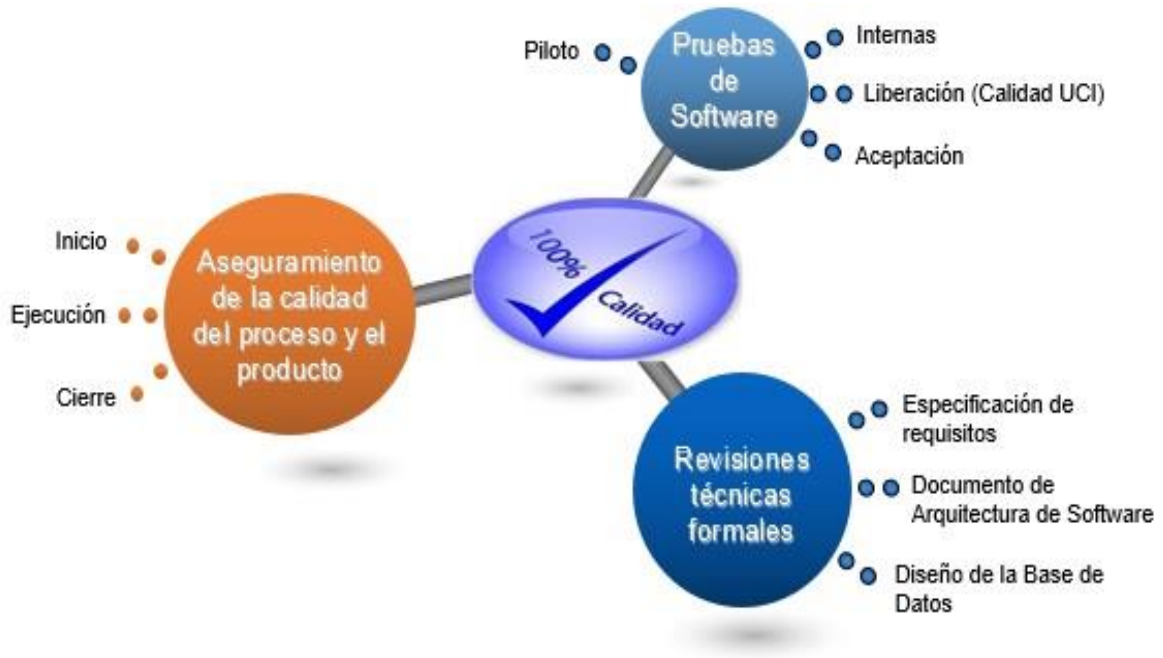 Piloto
Pruebas
de
Software
Internas
Liberación (Calidad UCI)
Aceptación
Inicio
Ejecución
Cierre
Aseguramiento
de la calidad
del proceso y el
producto
100%
Calidad
Revisiones
técnicas
formales
Especificación de
requisitos
Documento de
Arquitectura de Software
Diseño de la Base de
Datos